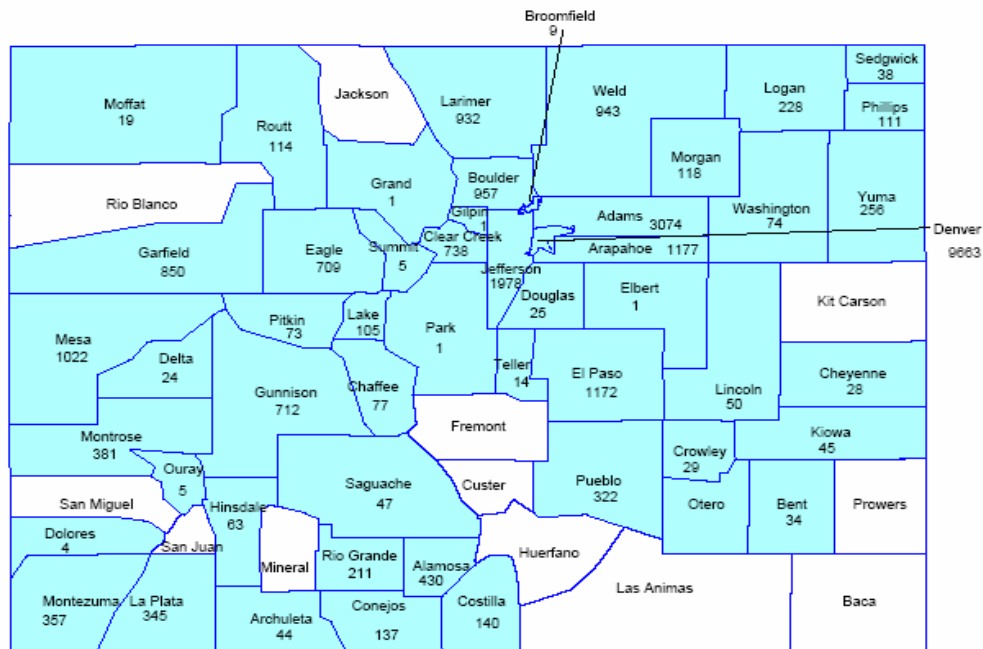 Broomfield
9
Sedgwick
38
Moffat
19
Jackson
Larimer
932
Weld
943
Logan
228
Phillips
111
Routt
114
Morgan
118
Grand
1
Boulder
957
Rio Blanco
Gilpin
1
Adams
3074
Washington
74
Yuma
256
Denver
9663
Garfield
850
Eagle
709
Summit
5
Clear Creek
738
Arapahoe
1177
Jefferson
1978
Douglas
25
Elbert
1
Kit Carson
Mesa
1022
Pitkin
73
Lake
105
Park
1
Delta
24
Gunnison
712
Chaffee
77
Teller
14
El Paso
1172
Lincoln
50
Cheyenne
28
Montrose
381
Fremont
Kiowa
45
Ouray
5
Crowley
29
San Miguel
Hinsdale
63
Saguache
47
Custer
Pueblo
322
Otero
Bent
34
Prowers
Dolores
4
San Juan
Mineral
Rio Grande
211
Alamosa
430
Huerfano
Las Animas
Baca
Montezuma
357
La Plata
345
Archuleta
44
Conejos
137
Costilla
140